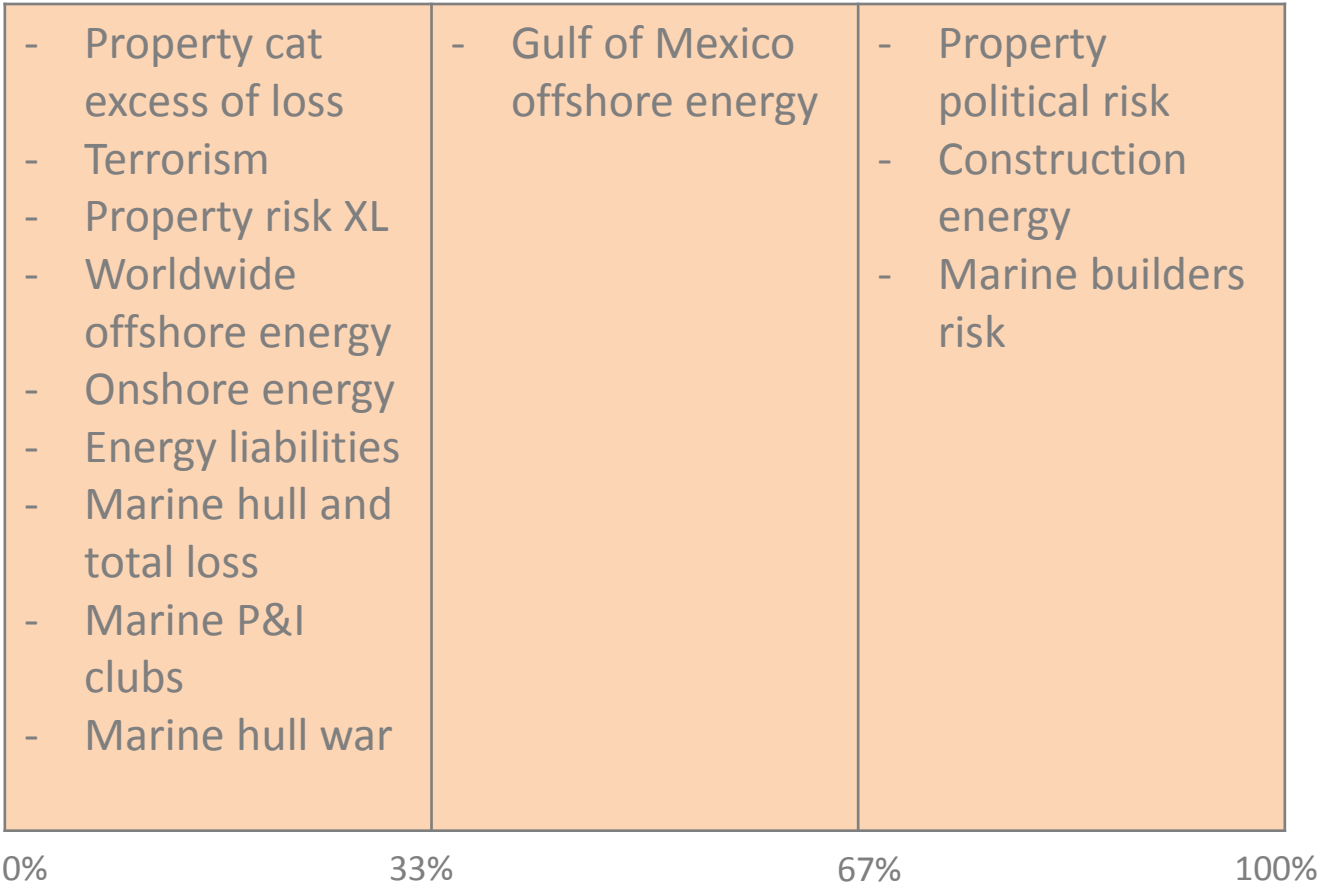 - Property cat
excess of loss
- Terrorism
- Property risk XL
- Worldwide
offshore energy
- Onshore energy
- Energy liabilities
- Marine hull and
total loss
- Marine P&I
clubs
- Marine hull war
- Gulf of Mexico
offshore energy
- Property
political risk
- Construction
energy
- Marine builders
risk
0%
33%
67%
100%